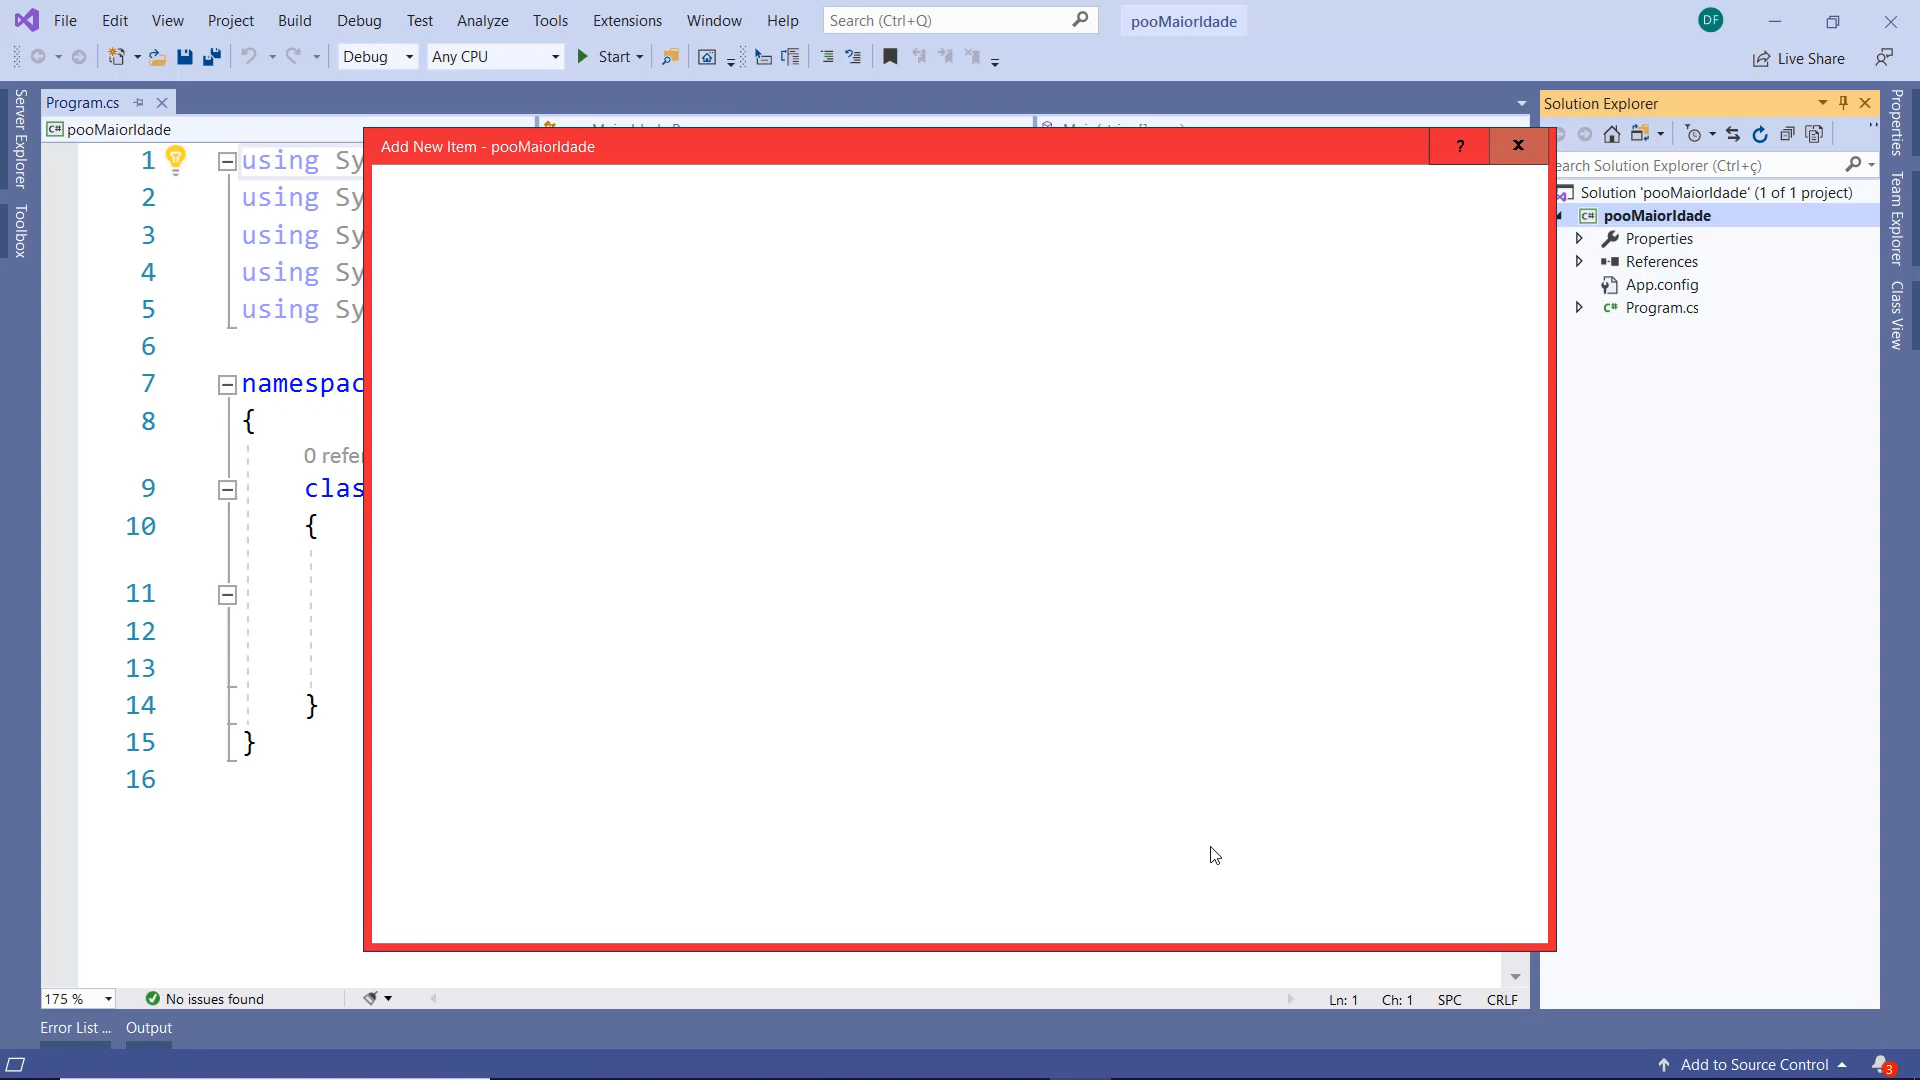 File Edit View Project Build Debug Test Analyze Tools Extensions Window Help Search (Ctrl+Q) pooMaiorIdade DF
Debug Any CPU Start Live Share
Server Explorer
Toolbox
Program.cs
pooMaiorIdade
Add New Item - pooMaiorIdade ? x
1 using Sy
2 using Sy
3 using Sy
4 using Sy
5 using Sy
6
7 namespac
8 {
0 refe
9 clas
10 {
11
12
13
14 }
15 }
16
175 % No issues found Ln: 1 Ch: 1 SPC CRLF
Error List ... Output
Solution Explorer
earch Solution Explorer (Ctrl+ç)
Solution 'pooMaiorIdade' (1 of 1 project)
C# pooMaiorIdade
Properties
References
App.config
C# Program.cs
Properties
Team Explorer
Class View
Add to Source Control 3